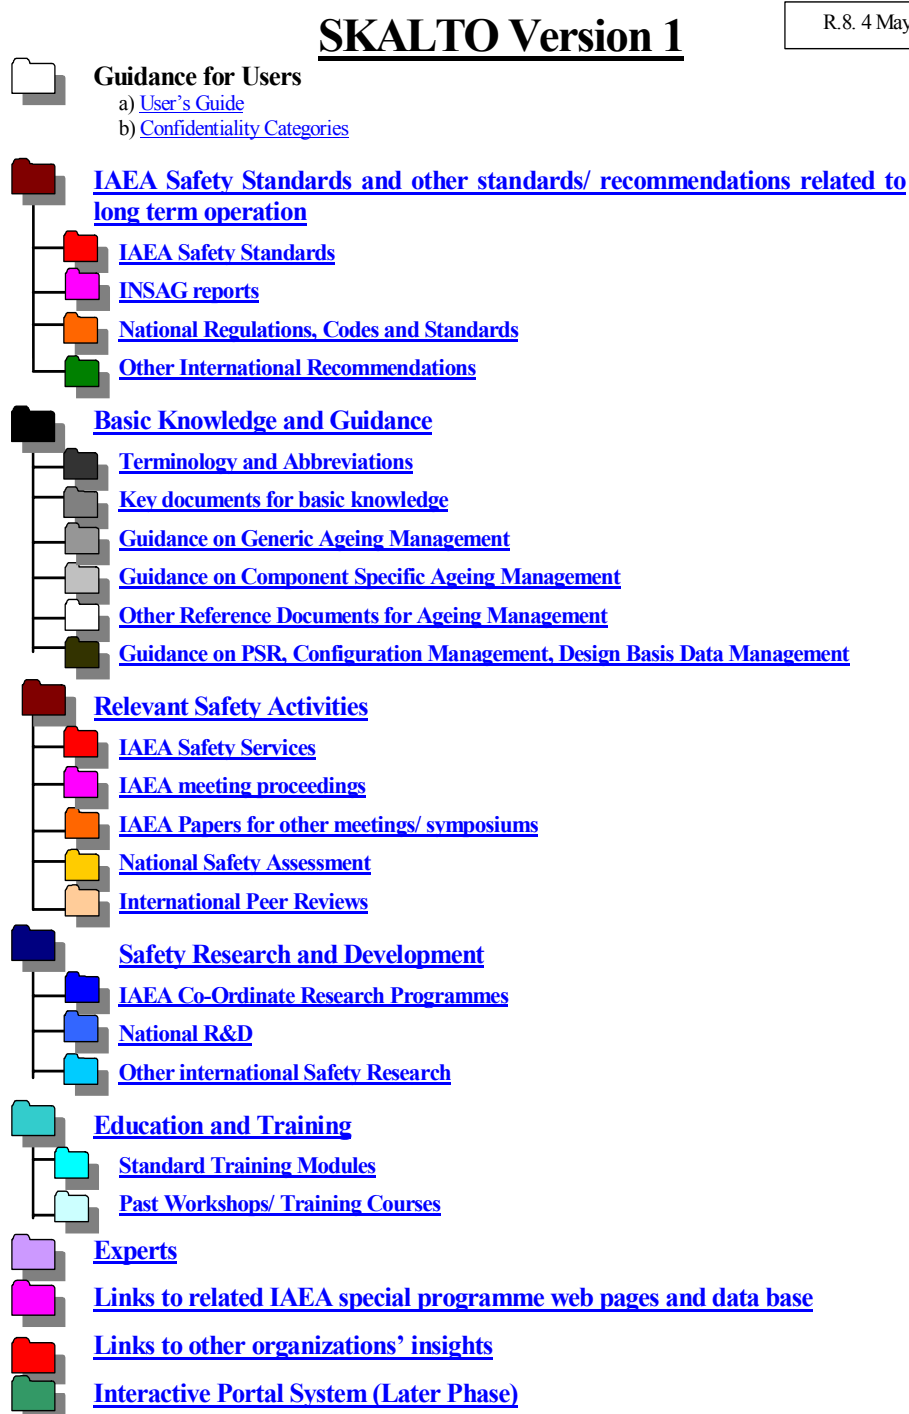 SKALTO Version 1
R.8. 4 May
Guidance for Users
a) User's Guide
b) Confidentiality Categories
IAEA Safety Standards and other standards/ recommendations related to
long term operation
IAEA Safety Standards
INSAG reports
National Regulations, Codes and Standards
Other International Recommendations
Basic Knowledge and Guidance
Terminology and Abbreviations
Key documents for basic knowledge
Guidance on Generic Ageing Management
Guidance on Component Specific Ageing Management
Other Reference Documents for Ageing Management
Guidance on PSR, Configuration Management, Design Basis Data Management
Relevant Safety Activities
IAEA Safety Services
IAEA meeting proceedings
IAEA Papers for other meetings/ symposiums
National Safety Assessment
International Peer Reviews
Safety Research and Development
IAEA Co-Ordinate Research Programmes
National R&D
Other international Safety Research
Education and Training
Standard Training Modules
Past Workshops/ Training Courses
Experts
Links to related IAEA special programme web pages and data base
Links to other organizations' insights
Interactive Portal System (Later Phase)